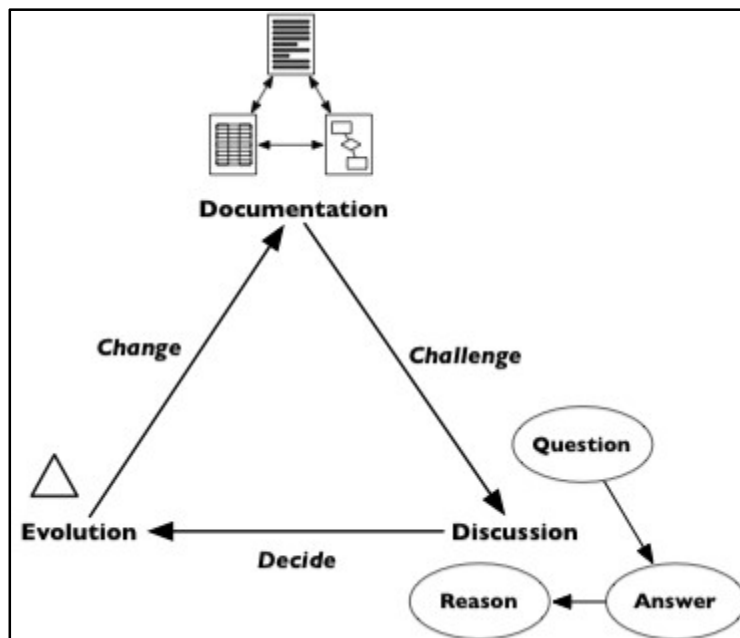 Documentation
Change
Challenge
Question
Evolution
Discussion
Decide
Reason
Answer